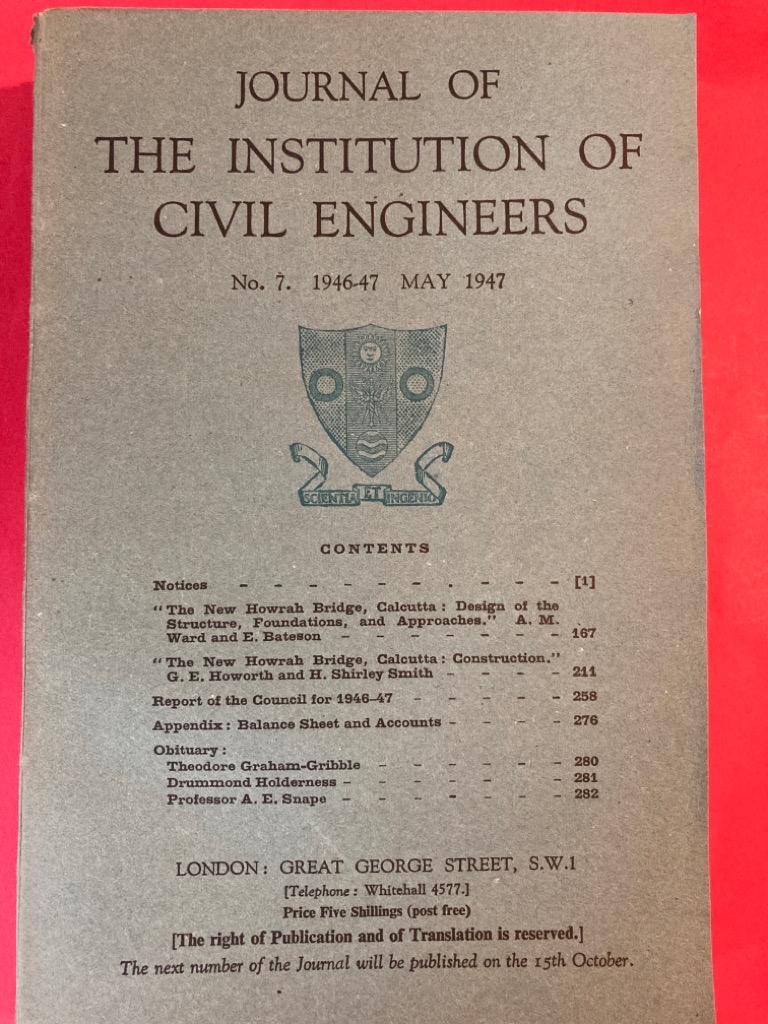 JOURNAL OF
THE INSTITUTION OF
CIVIL ENGINEERS
No. 7. 1946-47 MAY 1947
SCIENTIA ET INGENIO
CONTENTS
Notices – – – – – – . – – – – [1]
“The New Howrah Bridge, Calcutta : Design of the
Structure, Foundations, and Approaches.” A. M.
Ward and E. Bateson – – – – – – – – 167
“The New Howrah Bridge, Calcutta : Construction.”
G. E. Howorth and H. Shirley Smith – – – – 211
Report of the Council for 1946–47 – – – – – 258
Appendix : Balance Sheet and Accounts – – – – 276
Obituary :
Theodore Graham-Gribble – – – – – – 280
Drummond Holderness – – – – – – – 281
Professor A. E. Snape – – – – – – – 282
LONDON : GREAT GEORGE STREET, S.W.1
[Telephone : Whitehall 4577.]
Price Five Shillings (post free)
[The right of Publication and of Translation is reserved.]
The next number of the Journal will be published on the 15th October.